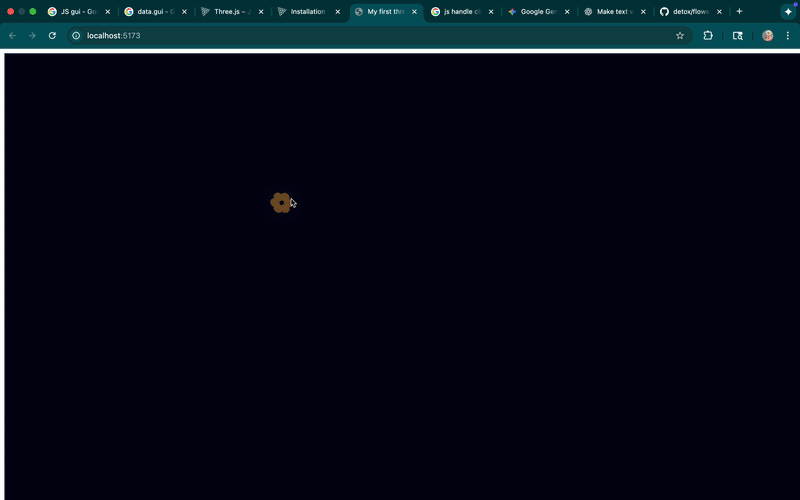 JS gui - Go
data.gui - G
Three.js – J
Installation
My first thre
js handle cl
Google Gen
Make text v
detox/flowe
localhost:5173